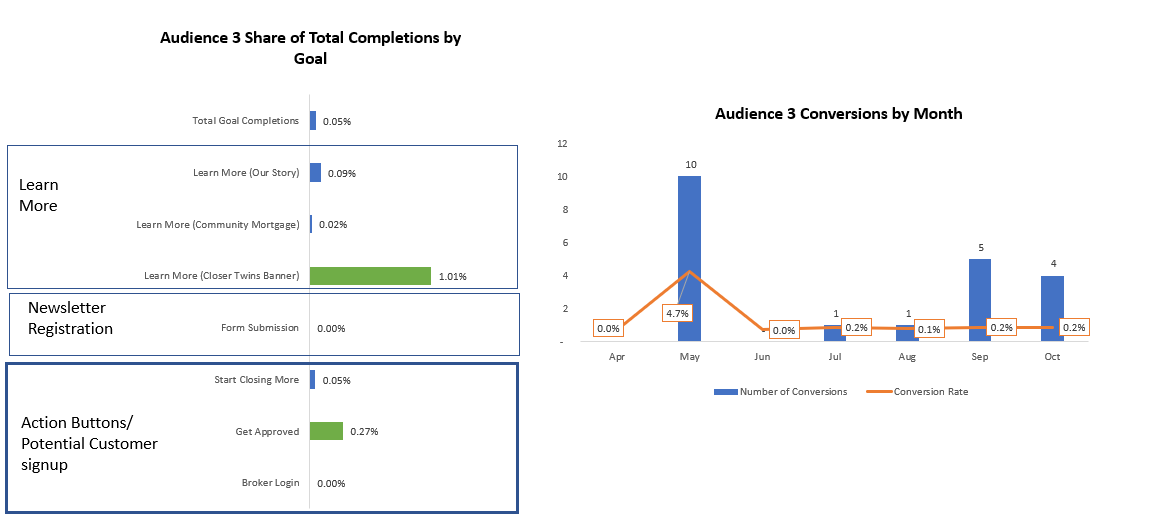 Audience 3 Share of Total Completions by
Goal
Total Goal Completions 0.05%
Learn
More
Learn More (Our Story) 0.09%
Learn More (Community Mortgage) 0.02%
Learn More (Closer Twins Banner) 1.01%
Newsletter
Registration
Form Submission 0.00%
Start Closing More 0.05%
Action Buttons/
Potential Customer
signup
Get Approved 0.27%
Broker Login 0.00%
Audience 3 Conversions by Month
12
10
8
6
4
2
-
10
-
1
1
5
4
0.0%
4.7%
0.0%
0.2%
0.1%
0.2%
0.2%
Apr May Jun Jul Aug Sep Oct
Number of Conversions Conversion Rate